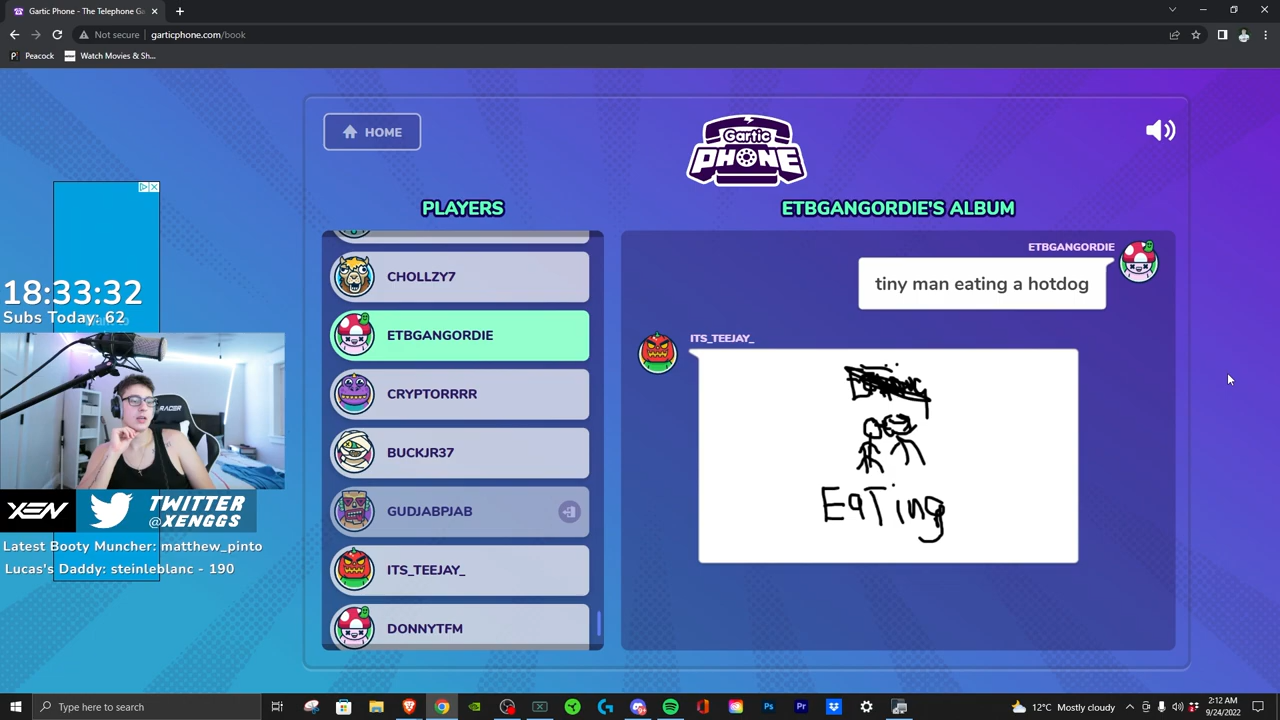 Gartic Phone - The Telephone Ga
Not secure
garticphone.com/book
Peacock
Watch Movies & Sh...
HOME
Gartic
PHONE
PLAYERS
ETBGANGORDIE'S ALBUM
CHOLLZY7
ETBGANGORDIE
CRYPTORRRR
BUCKJR37
GUDJABPJAB
ITS_TEEJAY_
DONNYTFM
ETBGANGORDIE
tiny man eating a hotdog
ITS_TEEJAY_
EaTing
18:33:32
Subs Today: 62
RACER
XEN
TWITTER
@XENGGS
Latest Booty Muncher: matthew_pinto
Lucas's Daddy: steinleblanc - 190
Type here to search
12°C Mostly cloudy
2:12 AM
9/24/2022